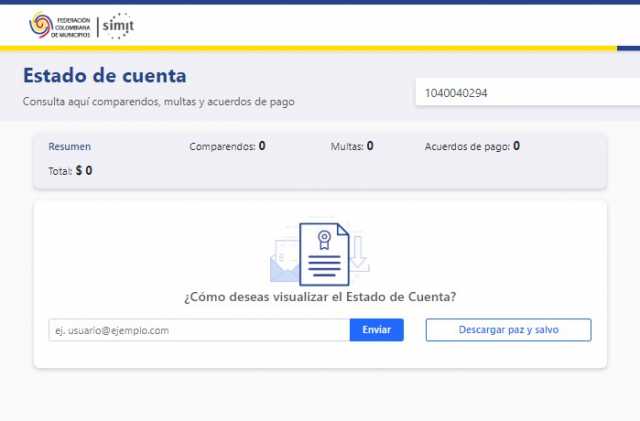 FEDERACIÓN
COLOMBIANA
DE MUNICIPIOS
simit
Estado de cuenta
Consulta aquí comparendos, multas y acuerdos de pago
1040040294
Resumen Comparendos: 0 Multas: 0 Acuerdos de pago: 0
Total: $ 0
¿Cómo deseas visualizar el Estado de Cuenta?
ej. usuario@ejemplo.com Enviar Descargar paz y salvo